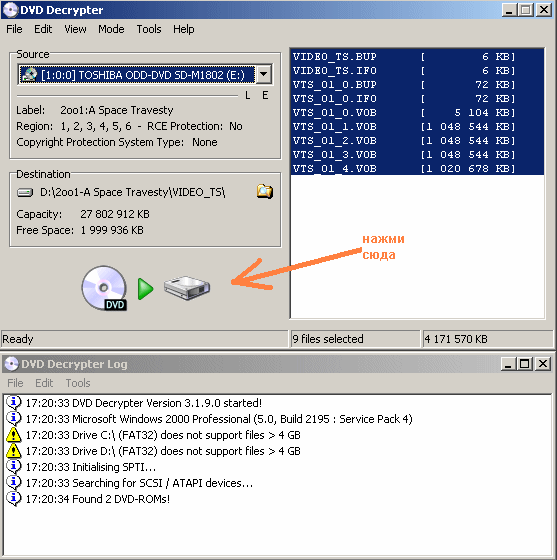 DVD Decrypter
File Edit View Mode Tools Help
Source
[1:0:0] TOSHIBA ODD-DVD SD-M1802 (E:)
L E
Label: 2oo1:A Space Travesty
Region: 1, 2, 3, 4, 5, 6 - RCE Protection: No
Copyright Protection System Type: None
Destination
D:\2oo1-A Space Travesty\VIDEO_TS\
Capacity: 27 802 912 KB
Free Space: 1 999 936 KB
DVD
VIDEO_TS.BUP [ 6 KB]
VIDEO_TS.IFO [ 6 KB]
VTS_01_0.BUP [ 72 KB]
VTS_01_0.IFO [ 72 KB]
VTS_01_0.VOB [ 5 104 KB]
VTS_01_1.VOB [1 048 544 KB]
VTS_01_2.VOB [1 048 544 KB]
VTS_01_3.VOB [1 048 544 KB]
VTS_01_4.VOB [1 020 678 KB]
нажми
сюда
Ready 9 files selected 4 171 570 KB
DVD Decrypter Log
File Edit Tools
17:20:33 DVD Decrypter Version 3.1.9.0 started!
17:20:33 Microsoft Windows 2000 Professional (5.0, Build 2195 : Service Pack 4)
17:20:33 Drive C:\ (FAT32) does not support files > 4 GB
17:20:33 Drive D:\ (FAT32) does not support files > 4 GB
17:20:33 Initialising SPTI...
17:20:33 Searching for SCSI / ATAPI devices...
17:20:34 Found 2 DVD-ROMs!